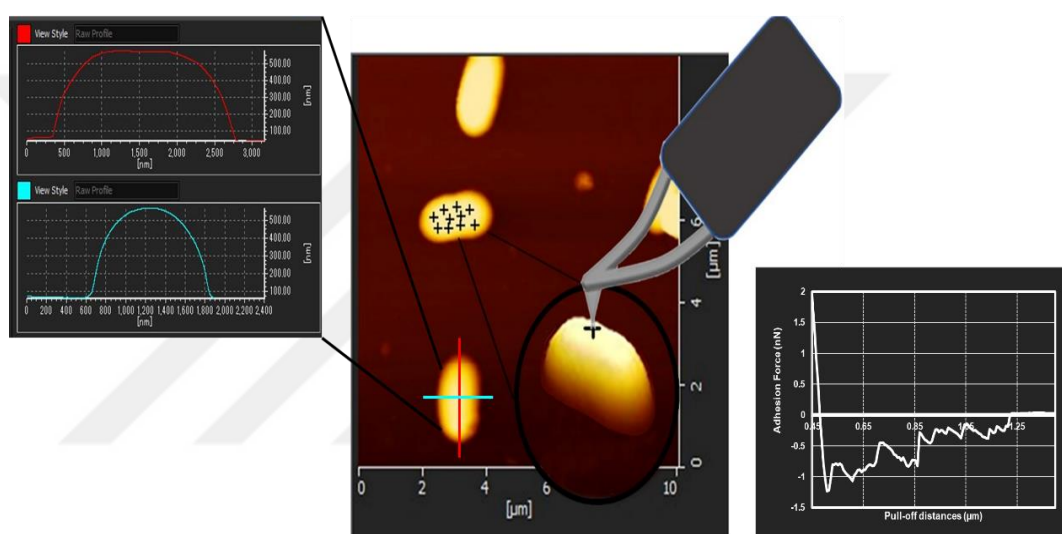 View Style Raw Profile
500.00
400.00
300.00
200.00
100.00
[nm]
0 500 1,000 1,500 2,000 2,500 3,000
[nm]
View Style Raw Profile
500.00
400.00
300.00
200.00
100.00
[nm]
0 200 400 600 800 1,000 1,200 1,400 1,600 1,800 2,000 2,200 2,400
[nm]
6
[µm]
4
2
0
0 2 4 6 10
[µm]
2
1.5
1
0.5
0
-0.5
-1
-1.5
Adhesion Force (nN)
0.45 0.65 0.85 1.05 1.25
Pull-off distances (µm)